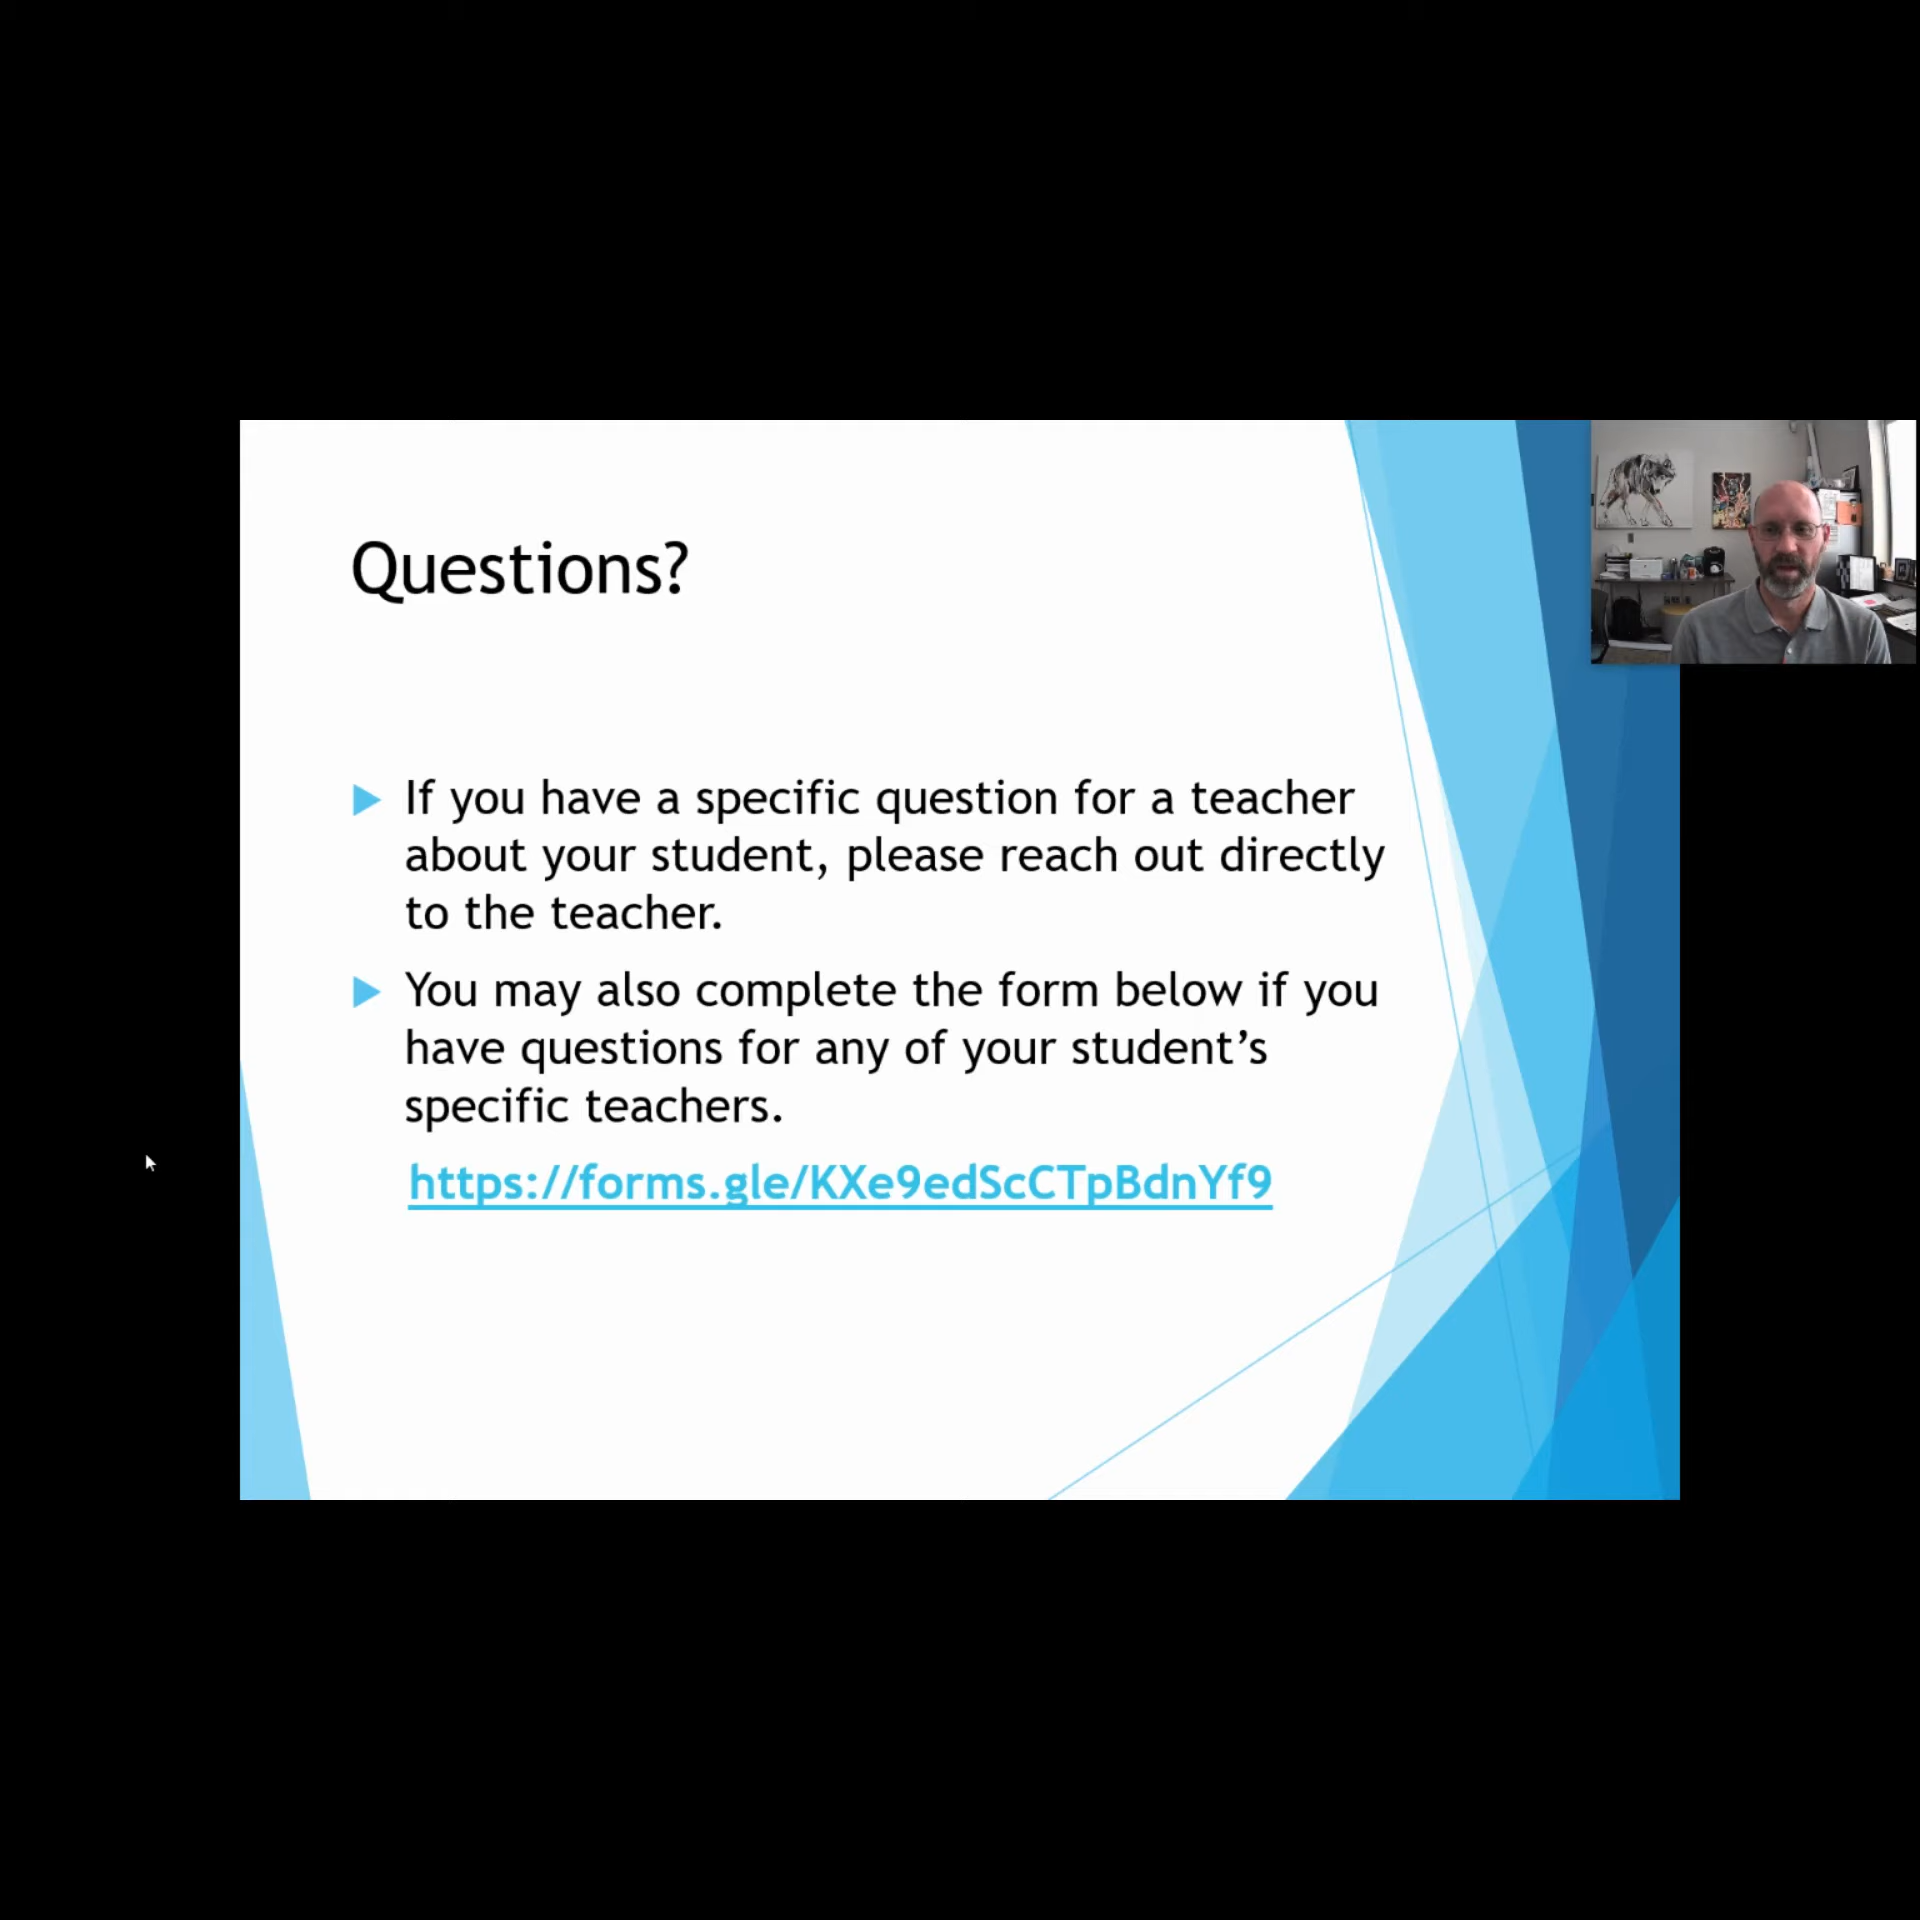 Questions?
If you have a specific question for a teacher
about your student, please reach out directly
to the teacher.
You may also complete the form below if you
have questions for any of your student’s
specific teachers.
https://forms.gle/KXe9edScCTpBdnYf9